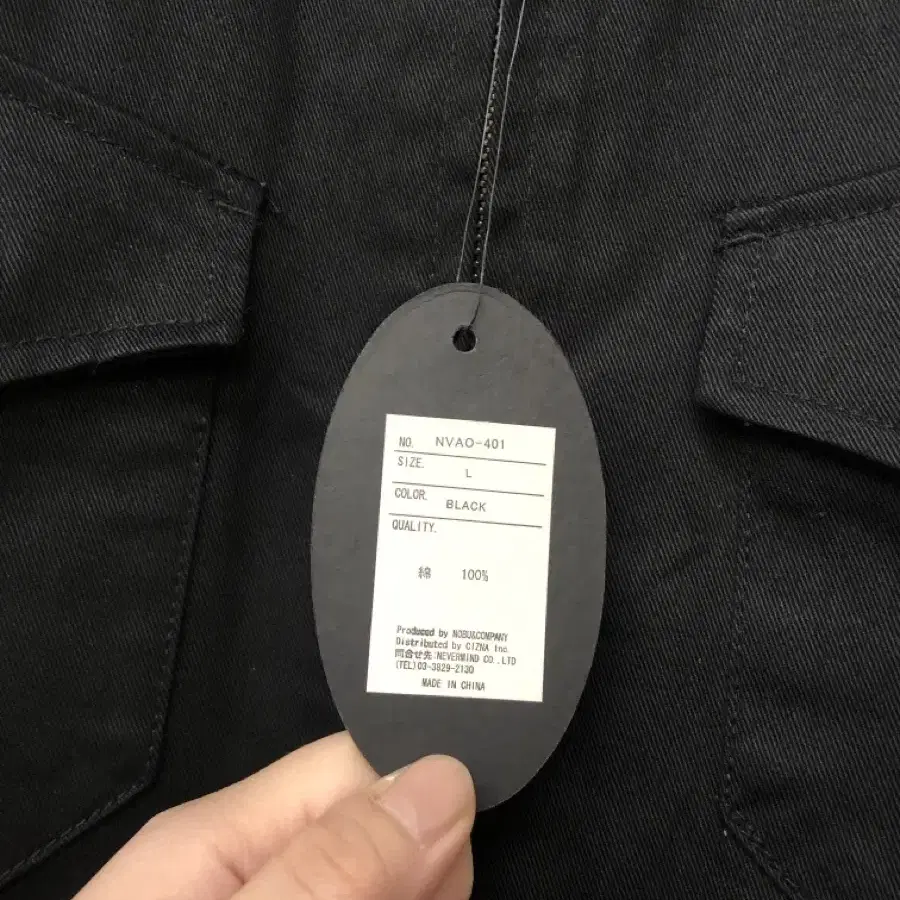 NO. NVAO-401
SIZE. L
COLOR. BLACK
QUALITY.
綿 100%
Produced by NOBU&COMPANY
Distributed by CIZNA Inc.
問合せ先:NEVERMIND CO.,LTD
(TEL)03-3829-2130
MADE IN CHINA